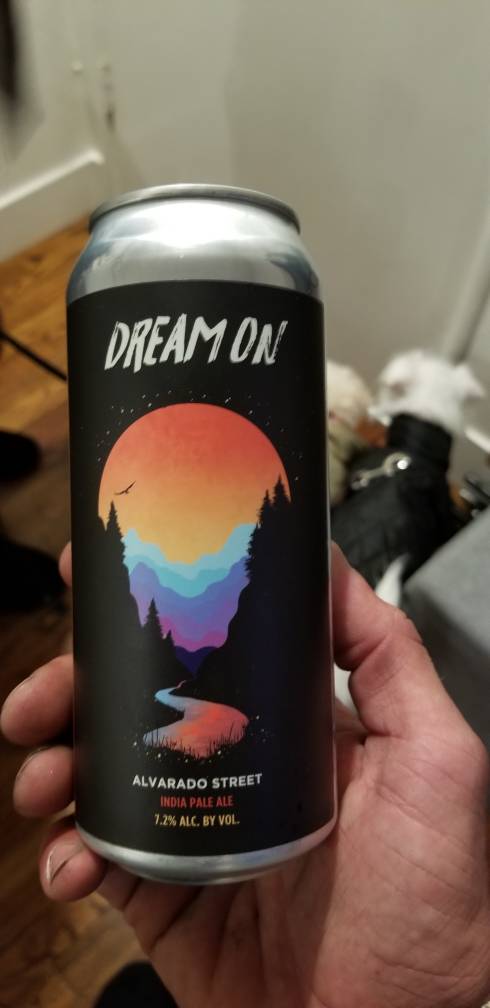 DREAM ON
ALVARADO STREET
INDIA PALE ALE
7.2% ALC. BY VOL.